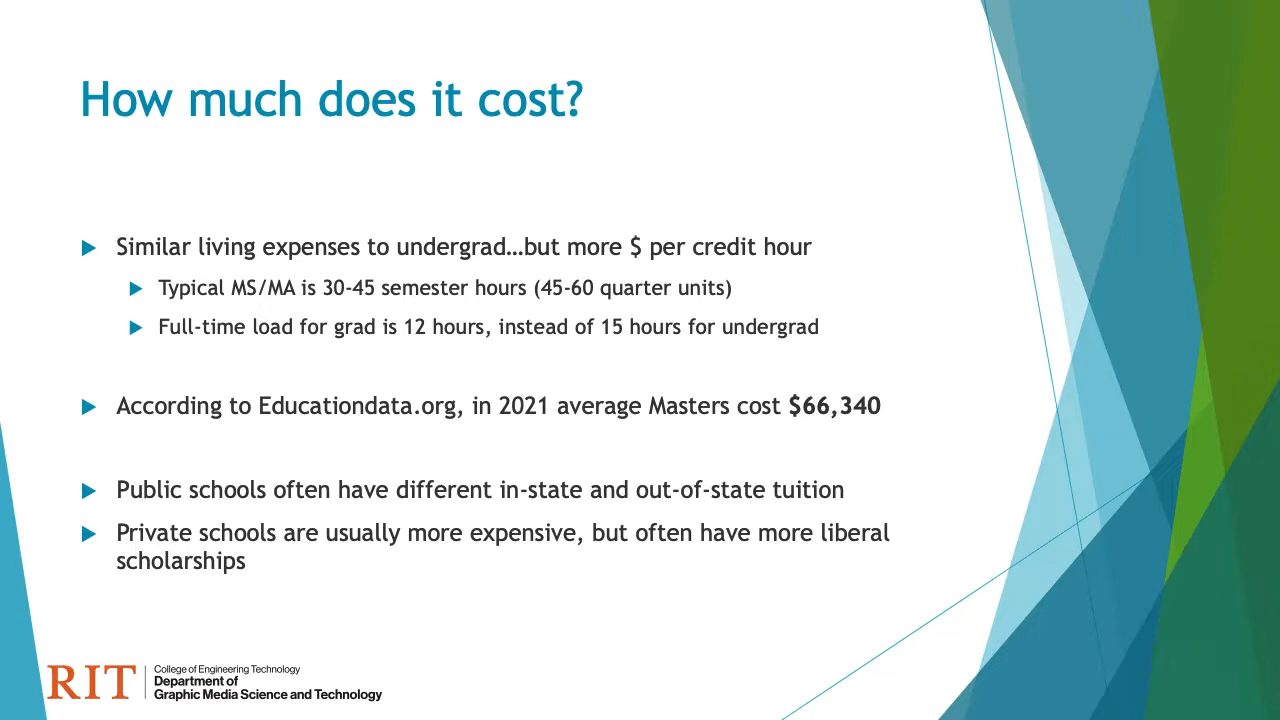 How much does it cost?
Similar living expenses to undergrad…but more $ per credit hour
Typical MS/MA is 30-45 semester hours (45-60 quarter units)
Full-time load for grad is 12 hours, instead of 15 hours for undergrad
According to Educationdata.org, in 2021 average Masters cost $66,340
Public schools often have different in-state and out-of-state tuition
Private schools are usually more expensive, but often have more liberal
scholarships
RIT
College of Engineering Technology
Department of
Graphic Media Science and Technology